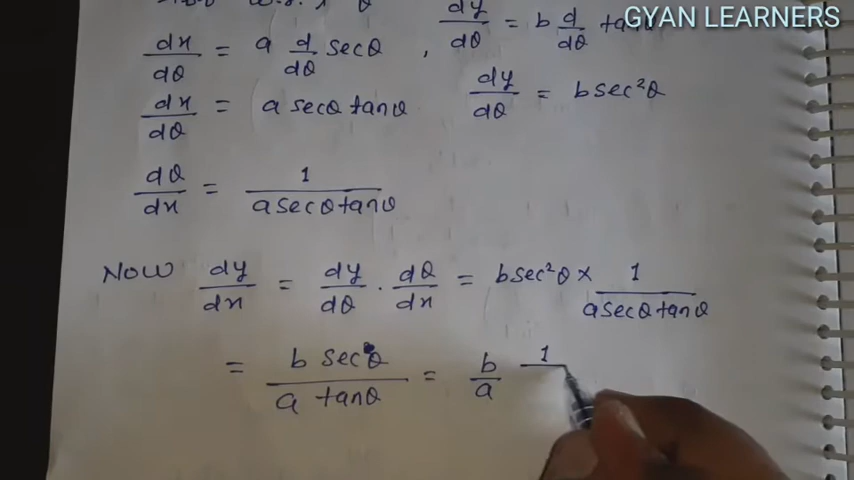 GYAN LEARNERS
w.r.t θ
dx/dθ = a d/dθ secθ , dy/dθ = b d/dθ tanθ
dx/dθ = a secθ tanθ
dy/dθ = b sec²θ
dθ/dx = 1/(a secθ tanθ)
Now dy/dx = dy/dθ · dθ/dx = b sec²θ × 1/(a secθ tanθ)
= b secθ/(a tanθ) = b/a 1